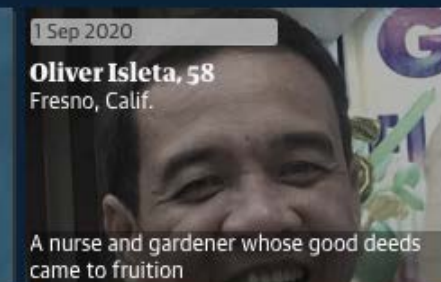 1 Sep 2020
Oliver Isleta, 58
Fresno, Calif.
A nurse and gardener whose good deeds
came to fruition